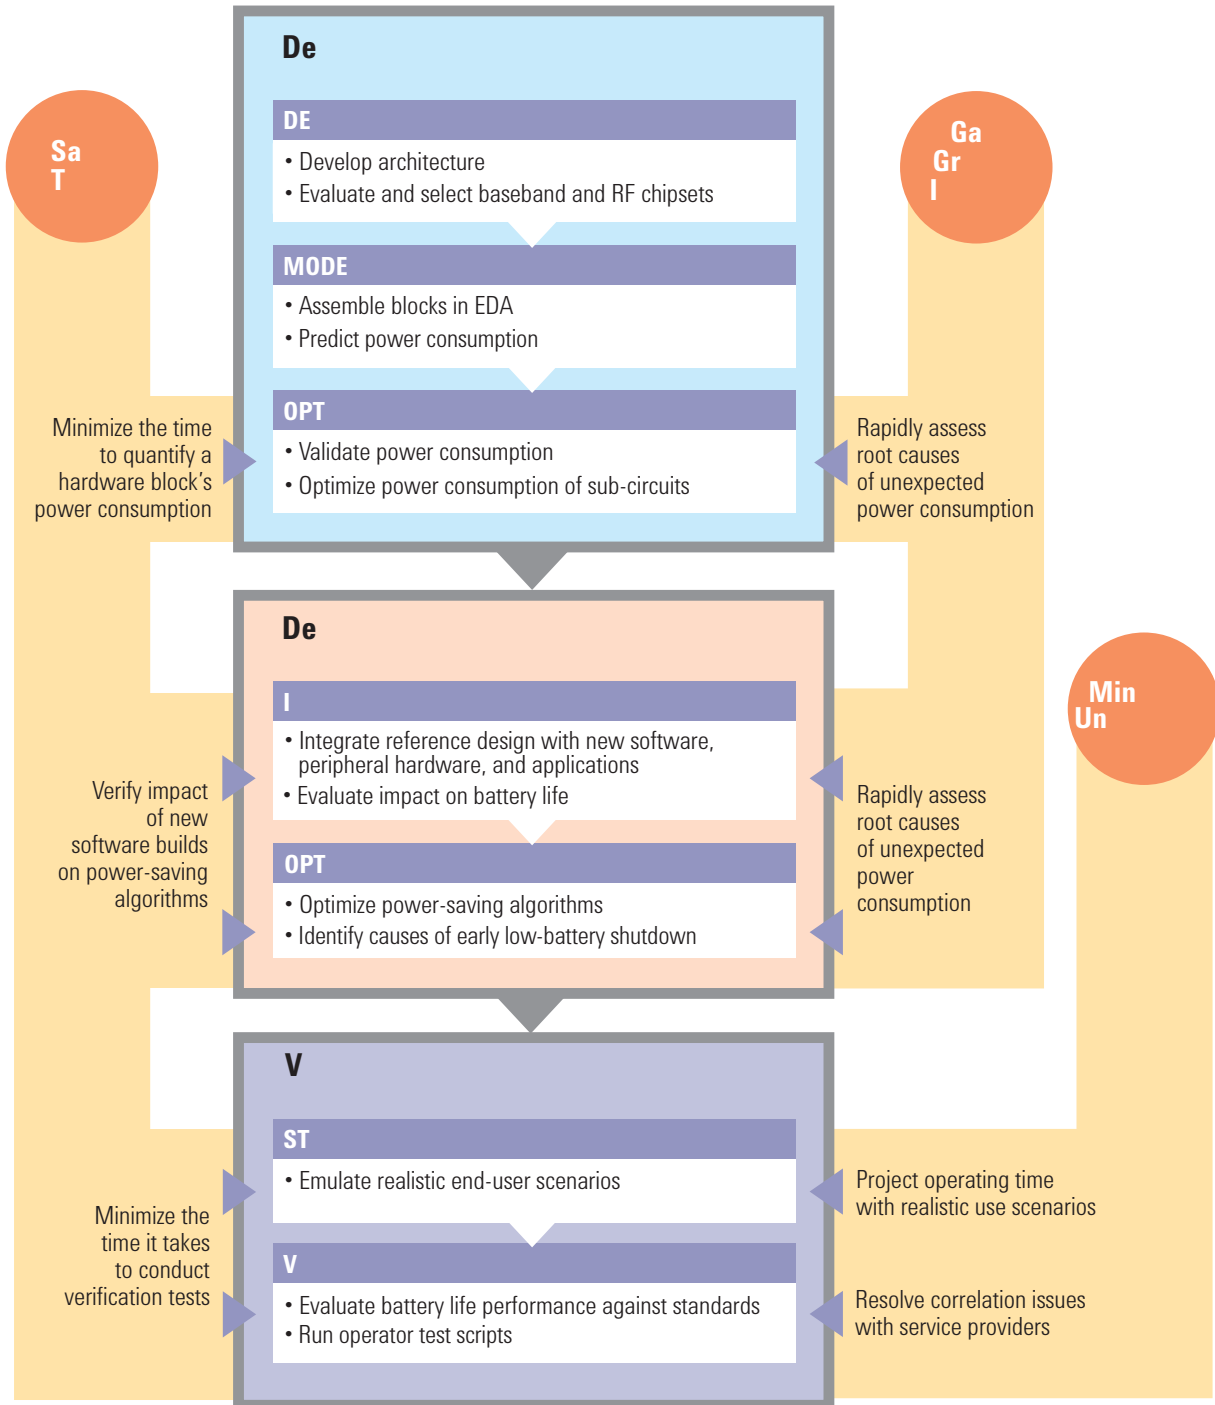 De
DE
• Develop architecture
• Evaluate and select baseband and RF chipsets
MODE
• Assemble blocks in EDA
• Predict power consumption
OPT
• Validate power consumption
• Optimize power consumption of sub-circuits
Sa
T
Ga
Gr
I
Minimize the time
to quantify a
hardware block's
power consumption
Rapidly assess
root causes
of unexpected
power consumption
De
I
• Integrate reference design with new software,
peripheral hardware, and applications
• Evaluate impact on battery life
OPT
• Optimize power-saving algorithms
• Identify causes of early low-battery shutdown
Min
Un
Verify impact
of new
software builds
on power-saving
algorithms
Rapidly assess
root causes
of unexpected
power
consumption
V
ST
• Emulate realistic end-user scenarios
V
• Evaluate battery life performance against standards
• Run operator test scripts
Minimize the
time it takes
to conduct
verification tests
Project operating time
with realistic use scenarios
Resolve correlation issues
with service providers